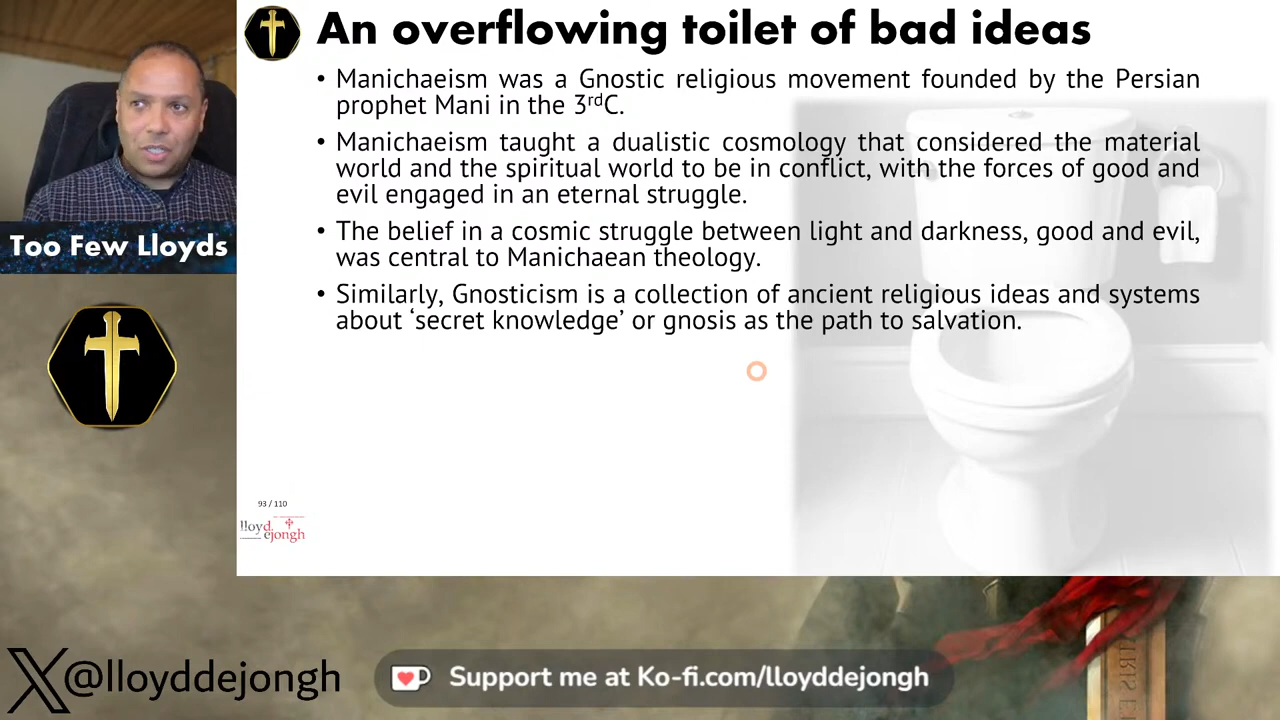 An overflowing toilet of bad ideas
• Manichaeism was a Gnostic religious movement founded by the Persian
prophet Mani in the 3rdC.
• Manichaeism taught a dualistic cosmology that considered the material
world and the spiritual world to be in conflict, with the forces of good and
evil engaged in an eternal struggle.
• The belief in a cosmic struggle between light and darkness, good and evil,
was central to Manichaean theology.
• Similarly, Gnosticism is a collection of ancient religious ideas and systems
about ‘secret knowledge’ or gnosis as the path to salvation.
Too Few Lloyds
93 / 110
lloyd
ejongh
X@lloyddejongh
Support me at Ko-fi.com/lloyddejongh